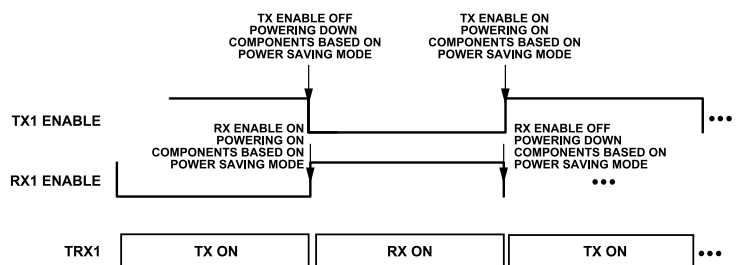 TX ENABLE OFF
POWERING DOWN
COMPONENTS BASED ON
POWER SAVING MODE
TX ENABLE ON
POWERING ON
COMPONENTS BASED ON
POWER SAVING MODE
TX1 ENABLE
•••
RX ENABLE ON
POWERING ON
COMPONENTS BASED ON
POWER SAVING MODE
RX ENABLE OFF
POWERING DOWN
COMPONENTS BASED ON
POWER SAVING MODE
RX1 ENABLE
•••
TRX1
TX ON
RX ON
TX ON
•••